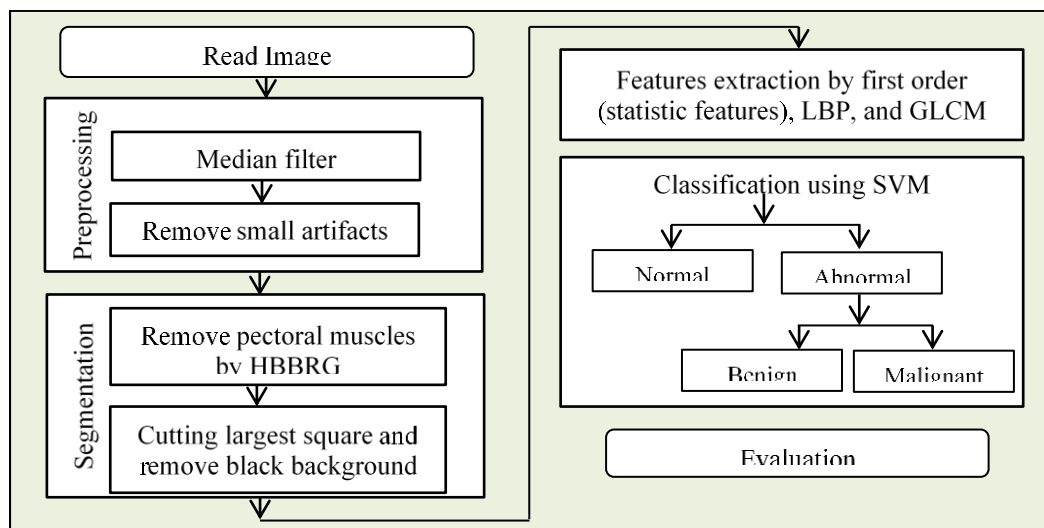 Read Image
Preprocessing
Median filter
Remove small artifacts
Segmentation
Remove pectoral muscles
by HBBRG
Cutting largest square and
remove black background
Features extraction by first order
(statistic features), LBP, and GLCM
Classification using SVM
Normal
Abnormal
Benign
Malignant
Evaluation